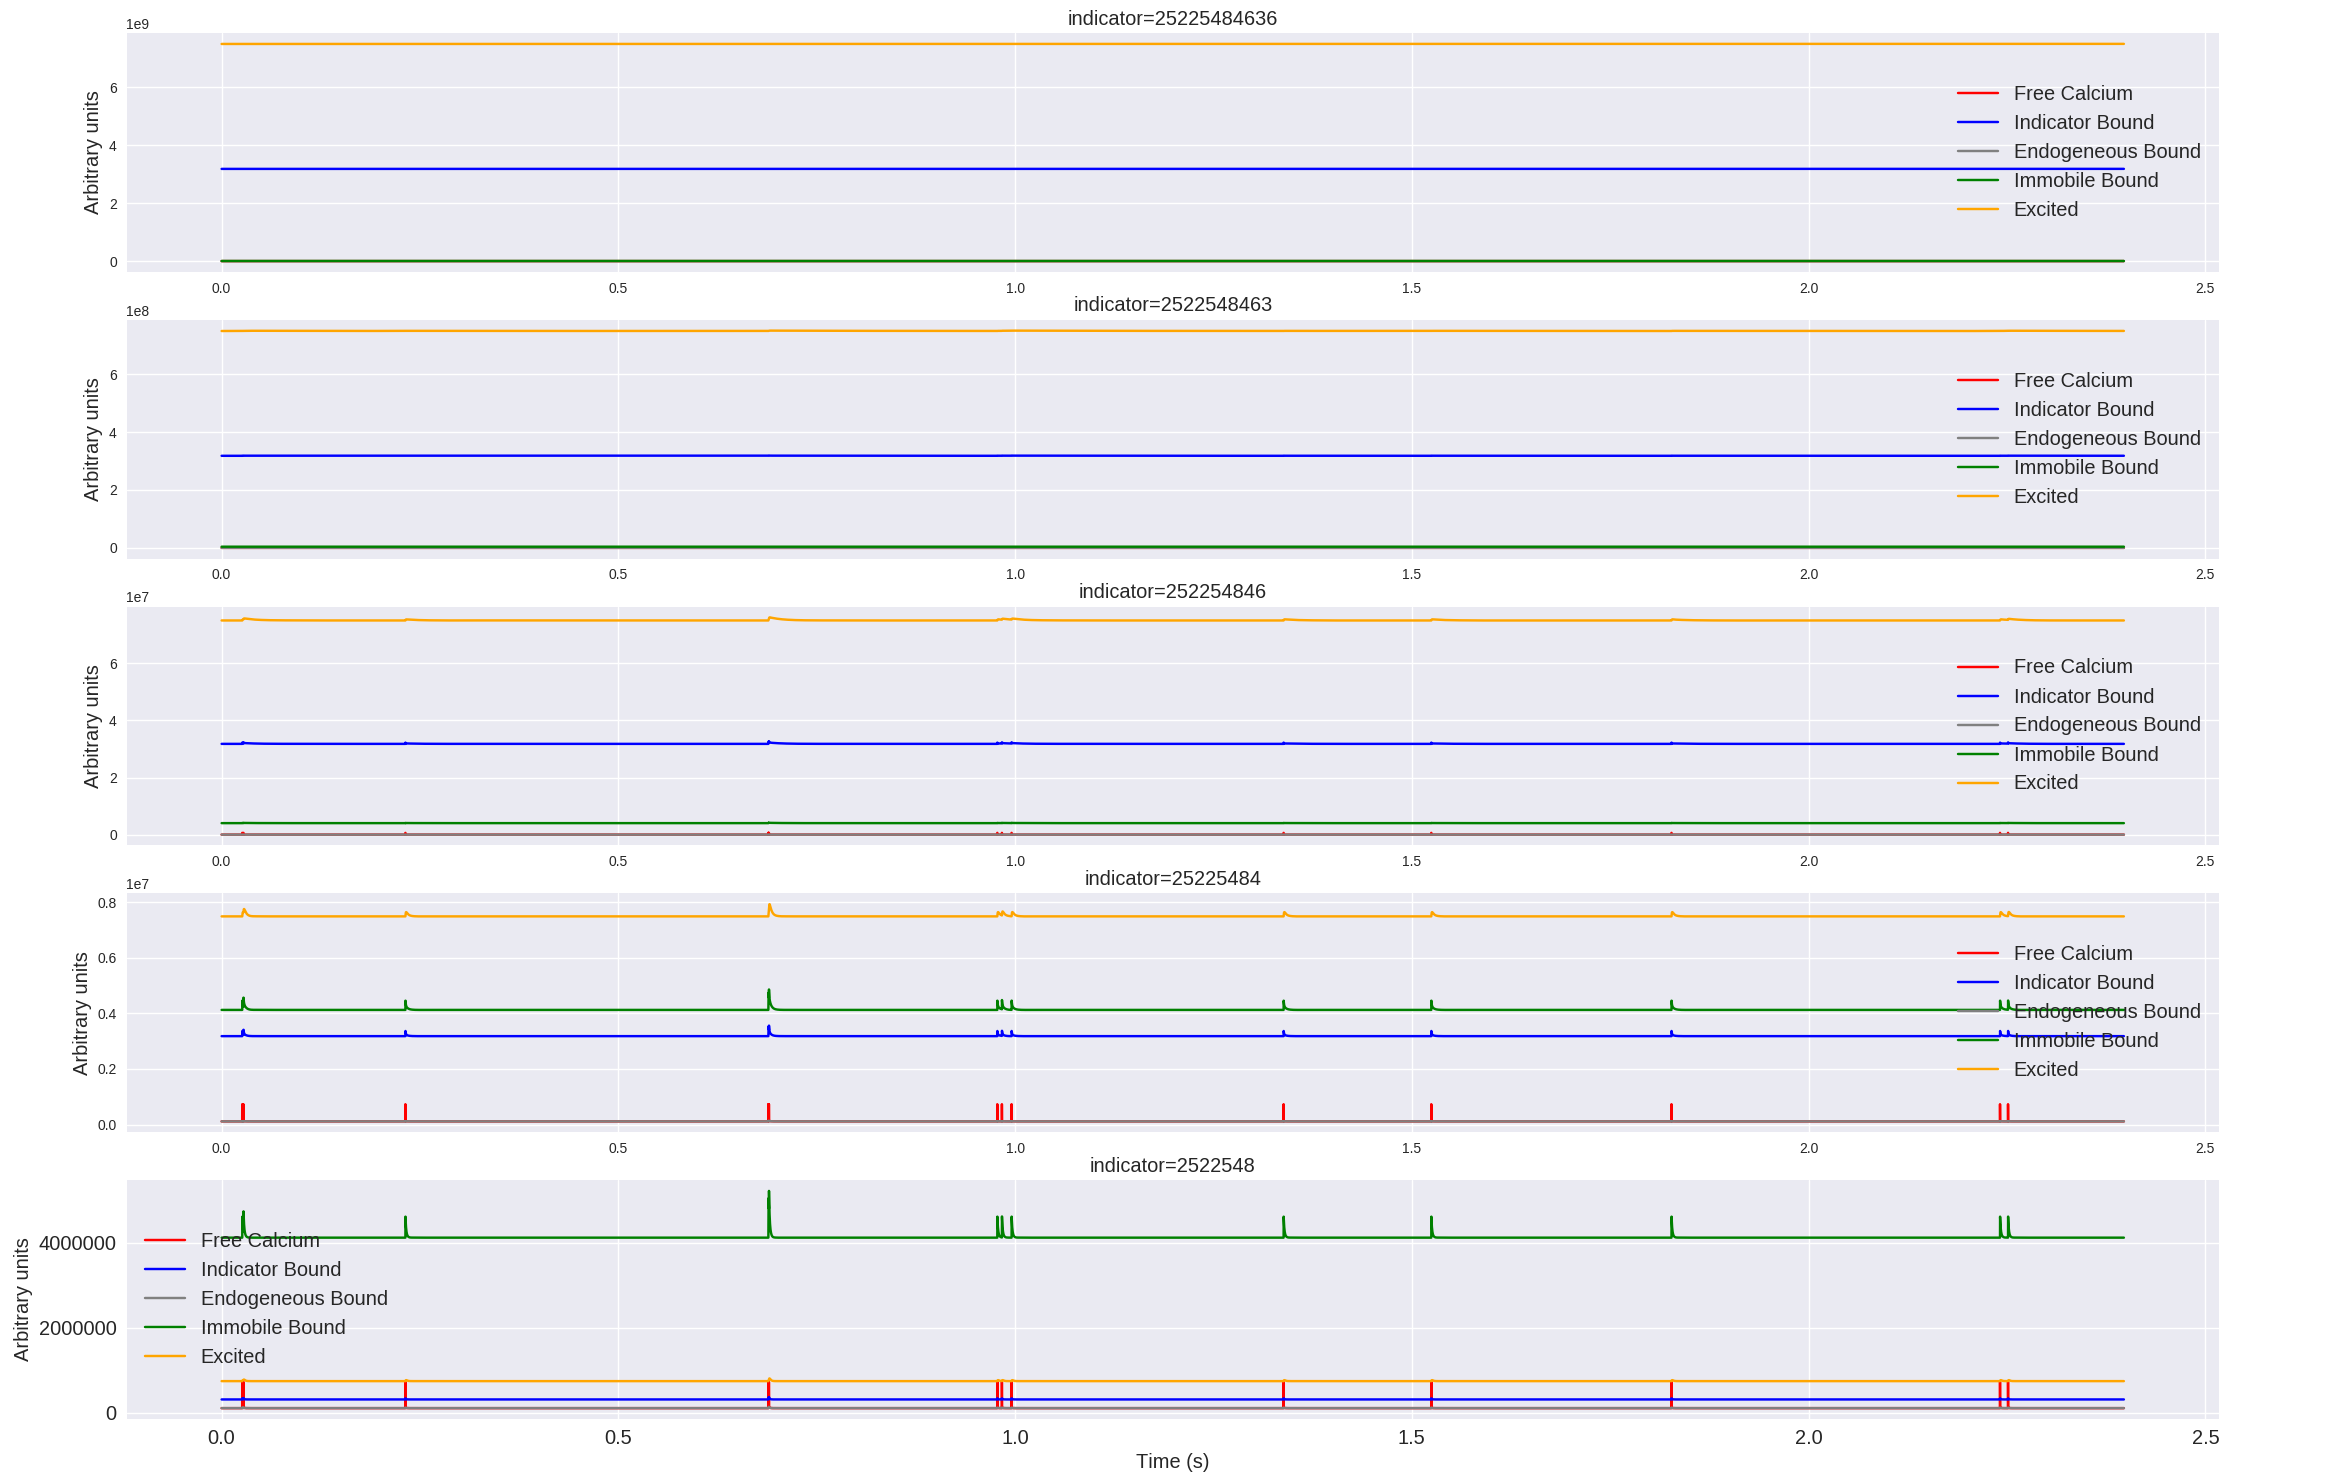 indicator=25225484636
1e9
Arbitrary units
6
4
2
0
Free Calcium
Indicator Bound
Endogeneous Bound
Immobile Bound
Excited
0.0 0.5 1.0 1.5 2.0 2.5
indicator=2522548463
1e8
Arbitrary units
6
4
2
0
Free Calcium
Indicator Bound
Endogeneous Bound
Immobile Bound
Excited
0.0 0.5 1.0 1.5 2.0 2.5
indicator=252254846
1e7
Arbitrary units
6
4
2
0
Free Calcium
Indicator Bound
Endogeneous Bound
Immobile Bound
Excited
0.0 0.5 1.0 1.5 2.0 2.5
indicator=25225484
1e7
Arbitrary units
0.8
0.6
0.4
0.2
0.0
Free Calcium
Indicator Bound
Endogeneous Bound
Immobile Bound
Excited
0.0 0.5 1.0 1.5 2.0 2.5
indicator=2522548
Arbitrary units
4000000
2000000
0
Free Calcium
Indicator Bound
Endogeneous Bound
Immobile Bound
Excited
0.0 0.5 1.0 1.5 2.0 2.5
Time (s)